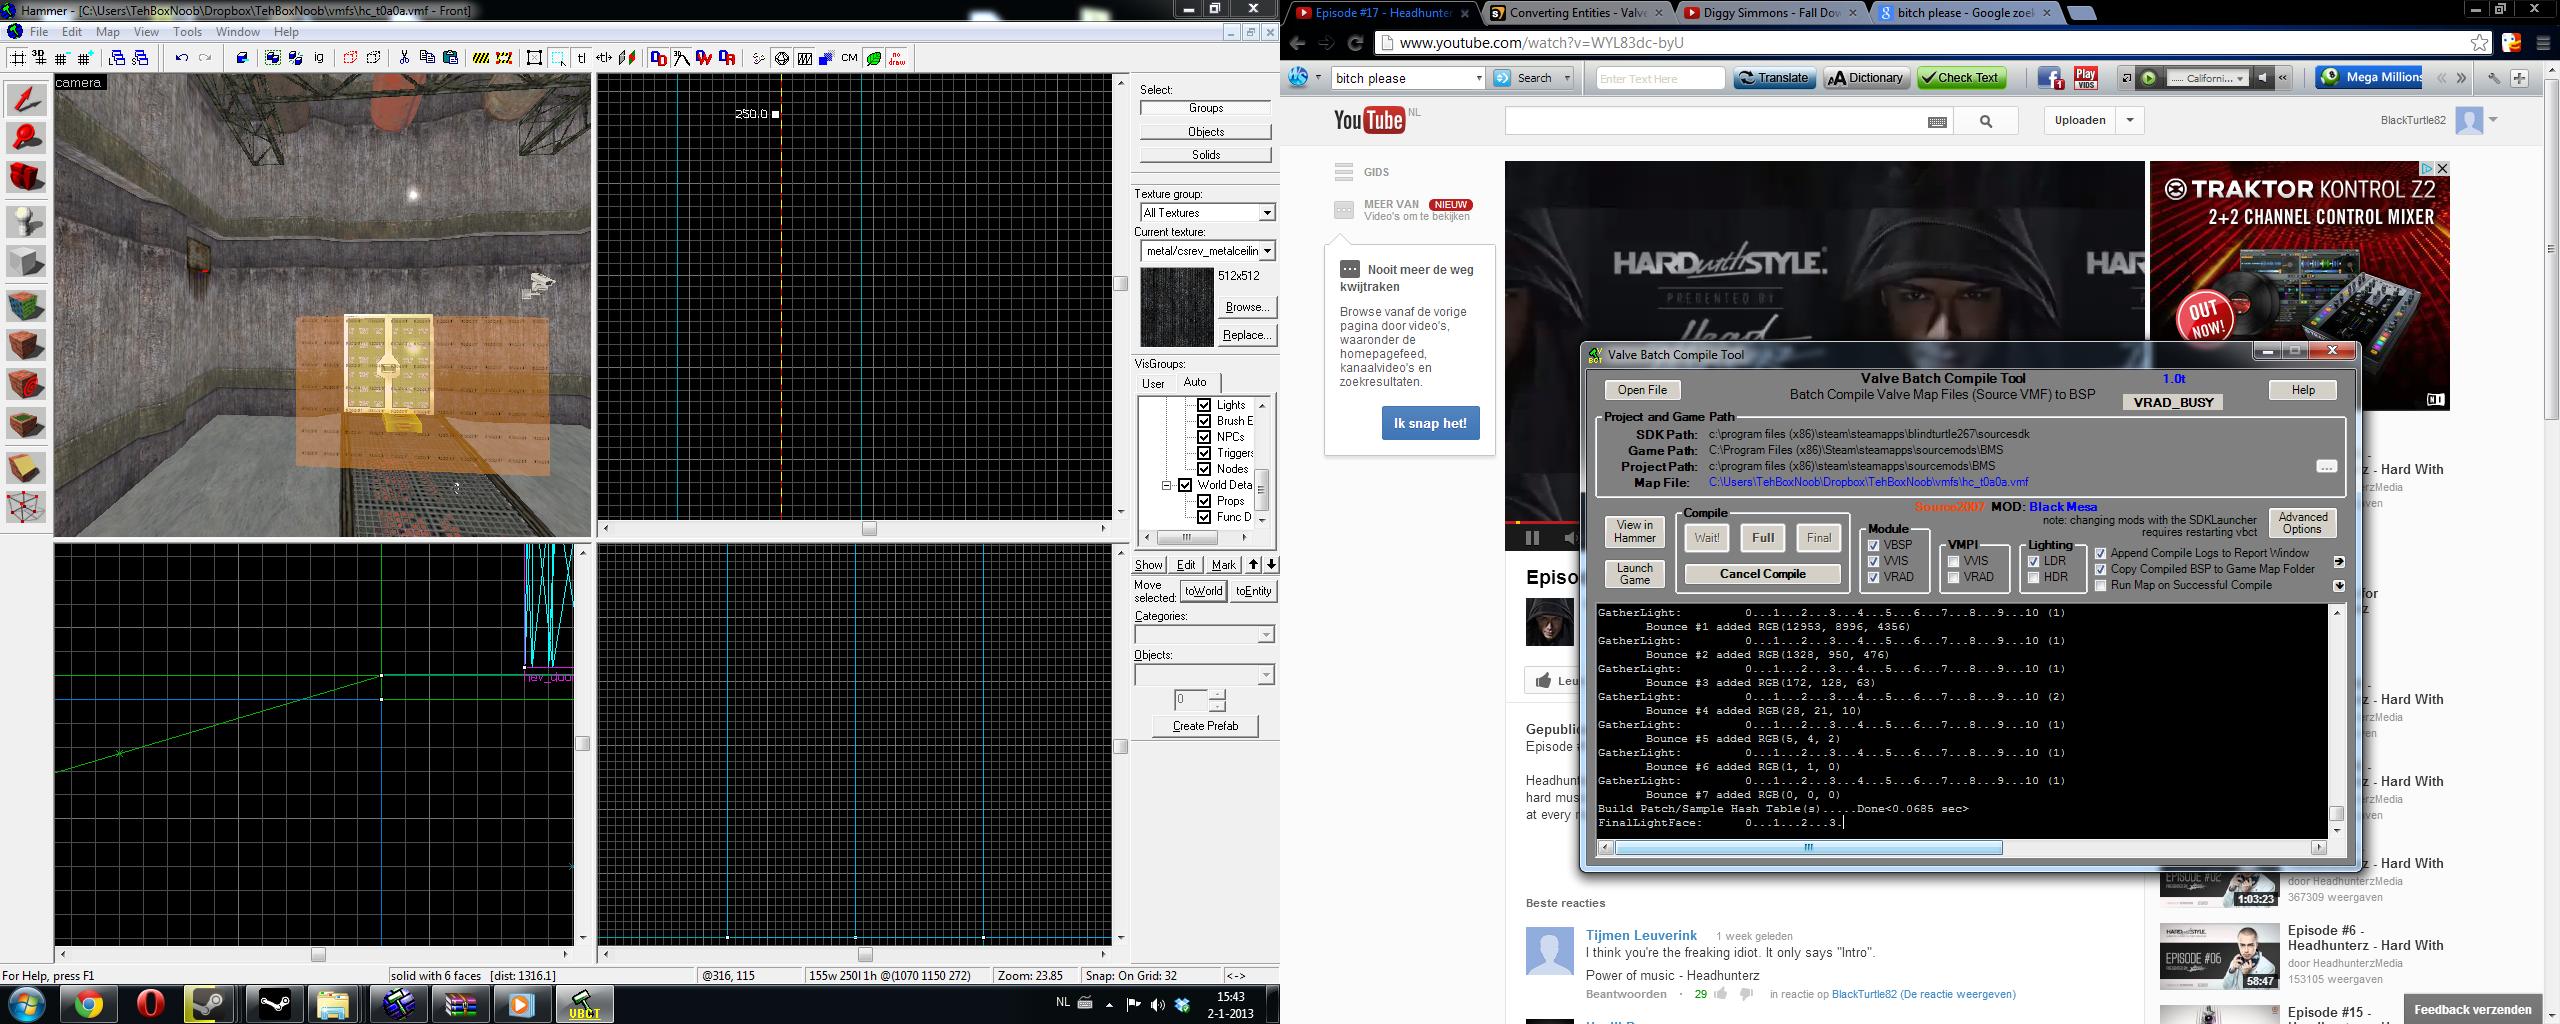 Hammer - [C:\Users\TehBoxNoob\Dropbox\TehBoxNoob\vmfs\hc_t0a0a.vmf - Front]
File Edit Map View Tools Window Help
camera
250.0
Select:
Groups
Objects
Solids
Texture group:
All Textures
Current texture:
metal/csrev_metalceilin
512x512
Browse...
Replace...
VisGroups:
User Auto
Lights
Brush E
NPCs
Triggers
Nodes
World Deta
Props
Func D
Show Edit Mark
Move selected:
toWorld toEntity
Categories:
Objects:
0
Create Prefab
For Help, press F1
solid with 6 faces [dist: 1316.1]
@316, 115
155w 250l 1h @(1070 1150 272)
Zoom: 23.85
Snap: On Grid: 32
<->
VBCT
NL
15:43
2-1-2013
Episode #17 - Headhunter
Converting Entities - Valv
Diggy Simmons - Fall Dow
bitch please - Google zoek
www.youtube.com/watch?v=WYL83dc-byU
bitch please
Search
Enter Text Here
Translate
Dictionary
Check Text
Play VIDS
..... Californi...
Mega Millions
YouTube NL
Uploaden
BlackTurtle82
GIDS
MEER VAN NIEUW
Video's om te bekijken
Nooit meer de weg
kwijtraken
Browse vanaf de vorige
pagina door video's,
waaronder de
homepagefeed,
kanaalvideo's en
zoekresultaten.
Ik snap het!
HARD with STYLE.
PRESENTED BY
Head
HAR
TRAKTOR KONTROL Z2
2+2 CHANNEL CONTROL MIXER
OUT NOW!
Valve Batch Compile Tool
Valve Batch Compile Tool
1.0t
Open File
Batch Compile Valve Map Files (Source VMF) to BSP
VRAD_BUSY
Help
Project and Game Path
SDK Path: c:\program files (x86)\steam\steamapps\blindturtle267\sourcesdk
Game Path: C:\Program Files (x86)\Steam\steamapps\sourcemods\BMS
Project Path: c:\program files (x86)\steam\steamapps\sourcemods\BMS
Map File: C:\Users\TehBoxNoob\Dropbox\TehBoxNoob\vmfs\hc_t0a0a.vmf
...
Source2007 MOD: Black Mesa
note: changing mods with the SDKLauncher
requires restarting vbct
Advanced Options
View in Hammer
Launch Game
Compile
Wait! Full Final
Cancel Compile
Module
VBSP
VVIS
VRAD
VMPI
VVIS
VRAD
Lighting
LDR
HDR
Append Compile Logs to Report Window
Copy Compiled BSP to Game Map Folder
Run Map on Successful Compile
GatherLight: 0...1...2...3...4...5...6...7...8...9...10 (1)
Bounce #1 added RGB(12953, 8996, 4356)
GatherLight: 0...1...2...3...4...5...6...7...8...9...10 (1)
Bounce #2 added RGB(1328, 950, 476)
GatherLight: 0...1...2...3...4...5...6...7...8...9...10 (1)
Bounce #3 added RGB(172, 128, 63)
GatherLight: 0...1...2...3...4...5...6...7...8...9...10 (2)
Bounce #4 added RGB(28, 21, 10)
GatherLight: 0...1...2...3...4...5...6...7...8...9...10 (1)
Bounce #5 added RGB(5, 4, 2)
GatherLight: 0...1...2...3...4...5...6...7...8...9...10 (1)
Bounce #6 added RGB(1, 1, 0)
GatherLight: 0...1...2...3...4...5...6...7...8...9...10 (1)
Bounce #7 added RGB(0, 0, 0)
Build Patch/Sample Hash Table(s).....Done<0.0685 sec>
FinalLightFace: 0...1...2...3.
Episo
Leu
Gepublic
Episode #
Headhunt
hard mus
at every
- Hard With
rzMedia
for
- Hard With
rzMedia
ven
- Hard With
rzMedia
- Hard With
EPISODE #02
1:03:23
door HeadhunterzMedia
367309 weergaven
EPISODE #06
58:47
Episode #6 -
Headhunterz - Hard With
door HeadhunterzMedia
153105 weergaven
Episode #15 -
Beste reacties
Tijmen Leuverink 1 week geleden
I think you're the freaking idiot. It only says "Intro".
Power of music - Headhunterz
Beantwoorden · 29 in reactie op BlackTurtle82 (De reactie weergeven)
Feedback verzenden